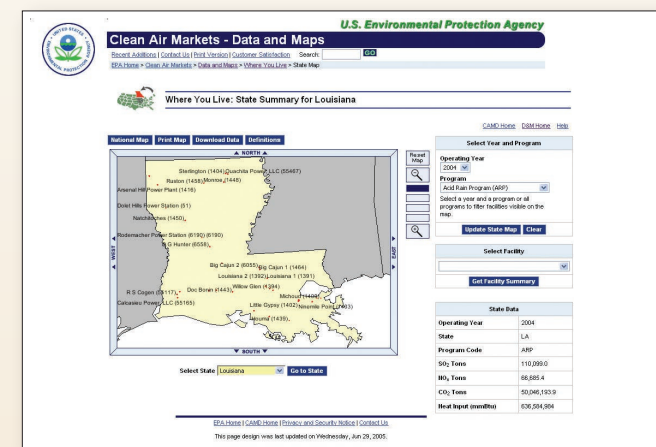 U.S. Environmental Protection Agency
Clean Air Markets - Data and Maps
Recent Additions | Contact Us | Print Version | Customer Satisfaction Search: GO
EPA Home > Clean Air Markets > Data and Maps > Where You Live > State Map
Where You Live: State Summary for Louisiana
CAMD Home D&M Home Help
National Map Print Map Download Data Definitions
NORTH
Reset Map
Sterlington (1404) Ouachita Power, LLC (55467)
Ruston (1458) Monroe (1448)
Arsenal Hill Power Plant (1416)
Dolet Hills Power Station (51)
Natchitoches (1450)
Rodemacher Power Station (6190) (6190)
G Hunter (6558)
WEST
EAST
Big Cajun 2 (6055) Big Cajun 1 (1464)
Louisiana 2 (1392) Louisiana 1 (1391)
R S Cogen Doc Bonin (1443) Willow Glen (1394)
Michoud
Calcasieu Power, LLC (55165)
Little Gypsy (1402) Ninemile Point
Houma (1439)
SOUTH
Select State Louisiana Go to State
Select Year and Program
Operating Year
2004
Program
Acid Rain Program (ARP)
Select a year and a program or all
programs to filter facilities visible on the
map.
Update State Map Clear
Select Facility
Get Facility Summary
State Data
Operating Year 2004
State LA
Program Code ARP
SO2 Tons 110,099.0
NOx Tons 66,885.4
CO2 Tons 50,046,193.9
Heat Input (mmBtu) 636,584,984
EPA Home | CAMD Home | Privacy and Security Notice | Contact Us
This page design was last updated on Wednesday, Jun 29, 2005.